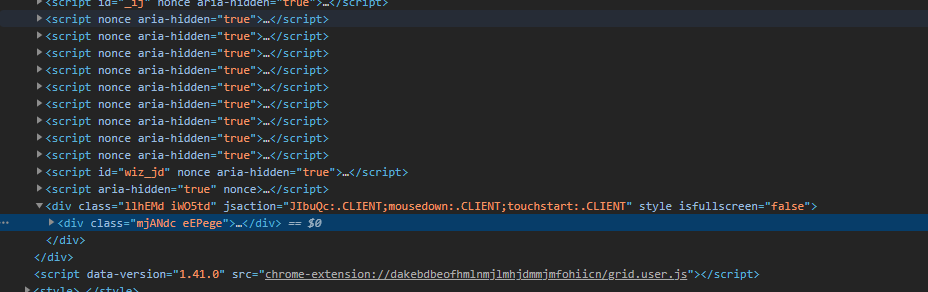 <script id="_ij" nonce aria-hidden="true">…</script>
<script nonce aria-hidden="true">…</script>
<script nonce aria-hidden="true">…</script>
<script nonce aria-hidden="true">…</script>
<script nonce aria-hidden="true">…</script>
<script nonce aria-hidden="true">…</script>
<script nonce aria-hidden="true">…</script>
<script nonce aria-hidden="true">…</script>
<script nonce aria-hidden="true">…</script>
<script nonce aria-hidden="true">…</script>
<script id="wiz_jd" nonce aria-hidden="true">…</script>
<script aria-hidden="true" nonce>…</script>
<div class="llhEMd iWO5td" jsaction="JIbuQc:.CLIENT;mousedown:.CLIENT;touchstart:.CLIENT" style isfullscreen="false">
… <div class="mjANdc eEPege">…</div> == $0
</div>
</div>
<script data-version="1.41.0" src="chrome-extension://dakebdbeofhmlnmjlmhjdmmjmfohiicn/grid.user.js"></script>
<style>…</style>